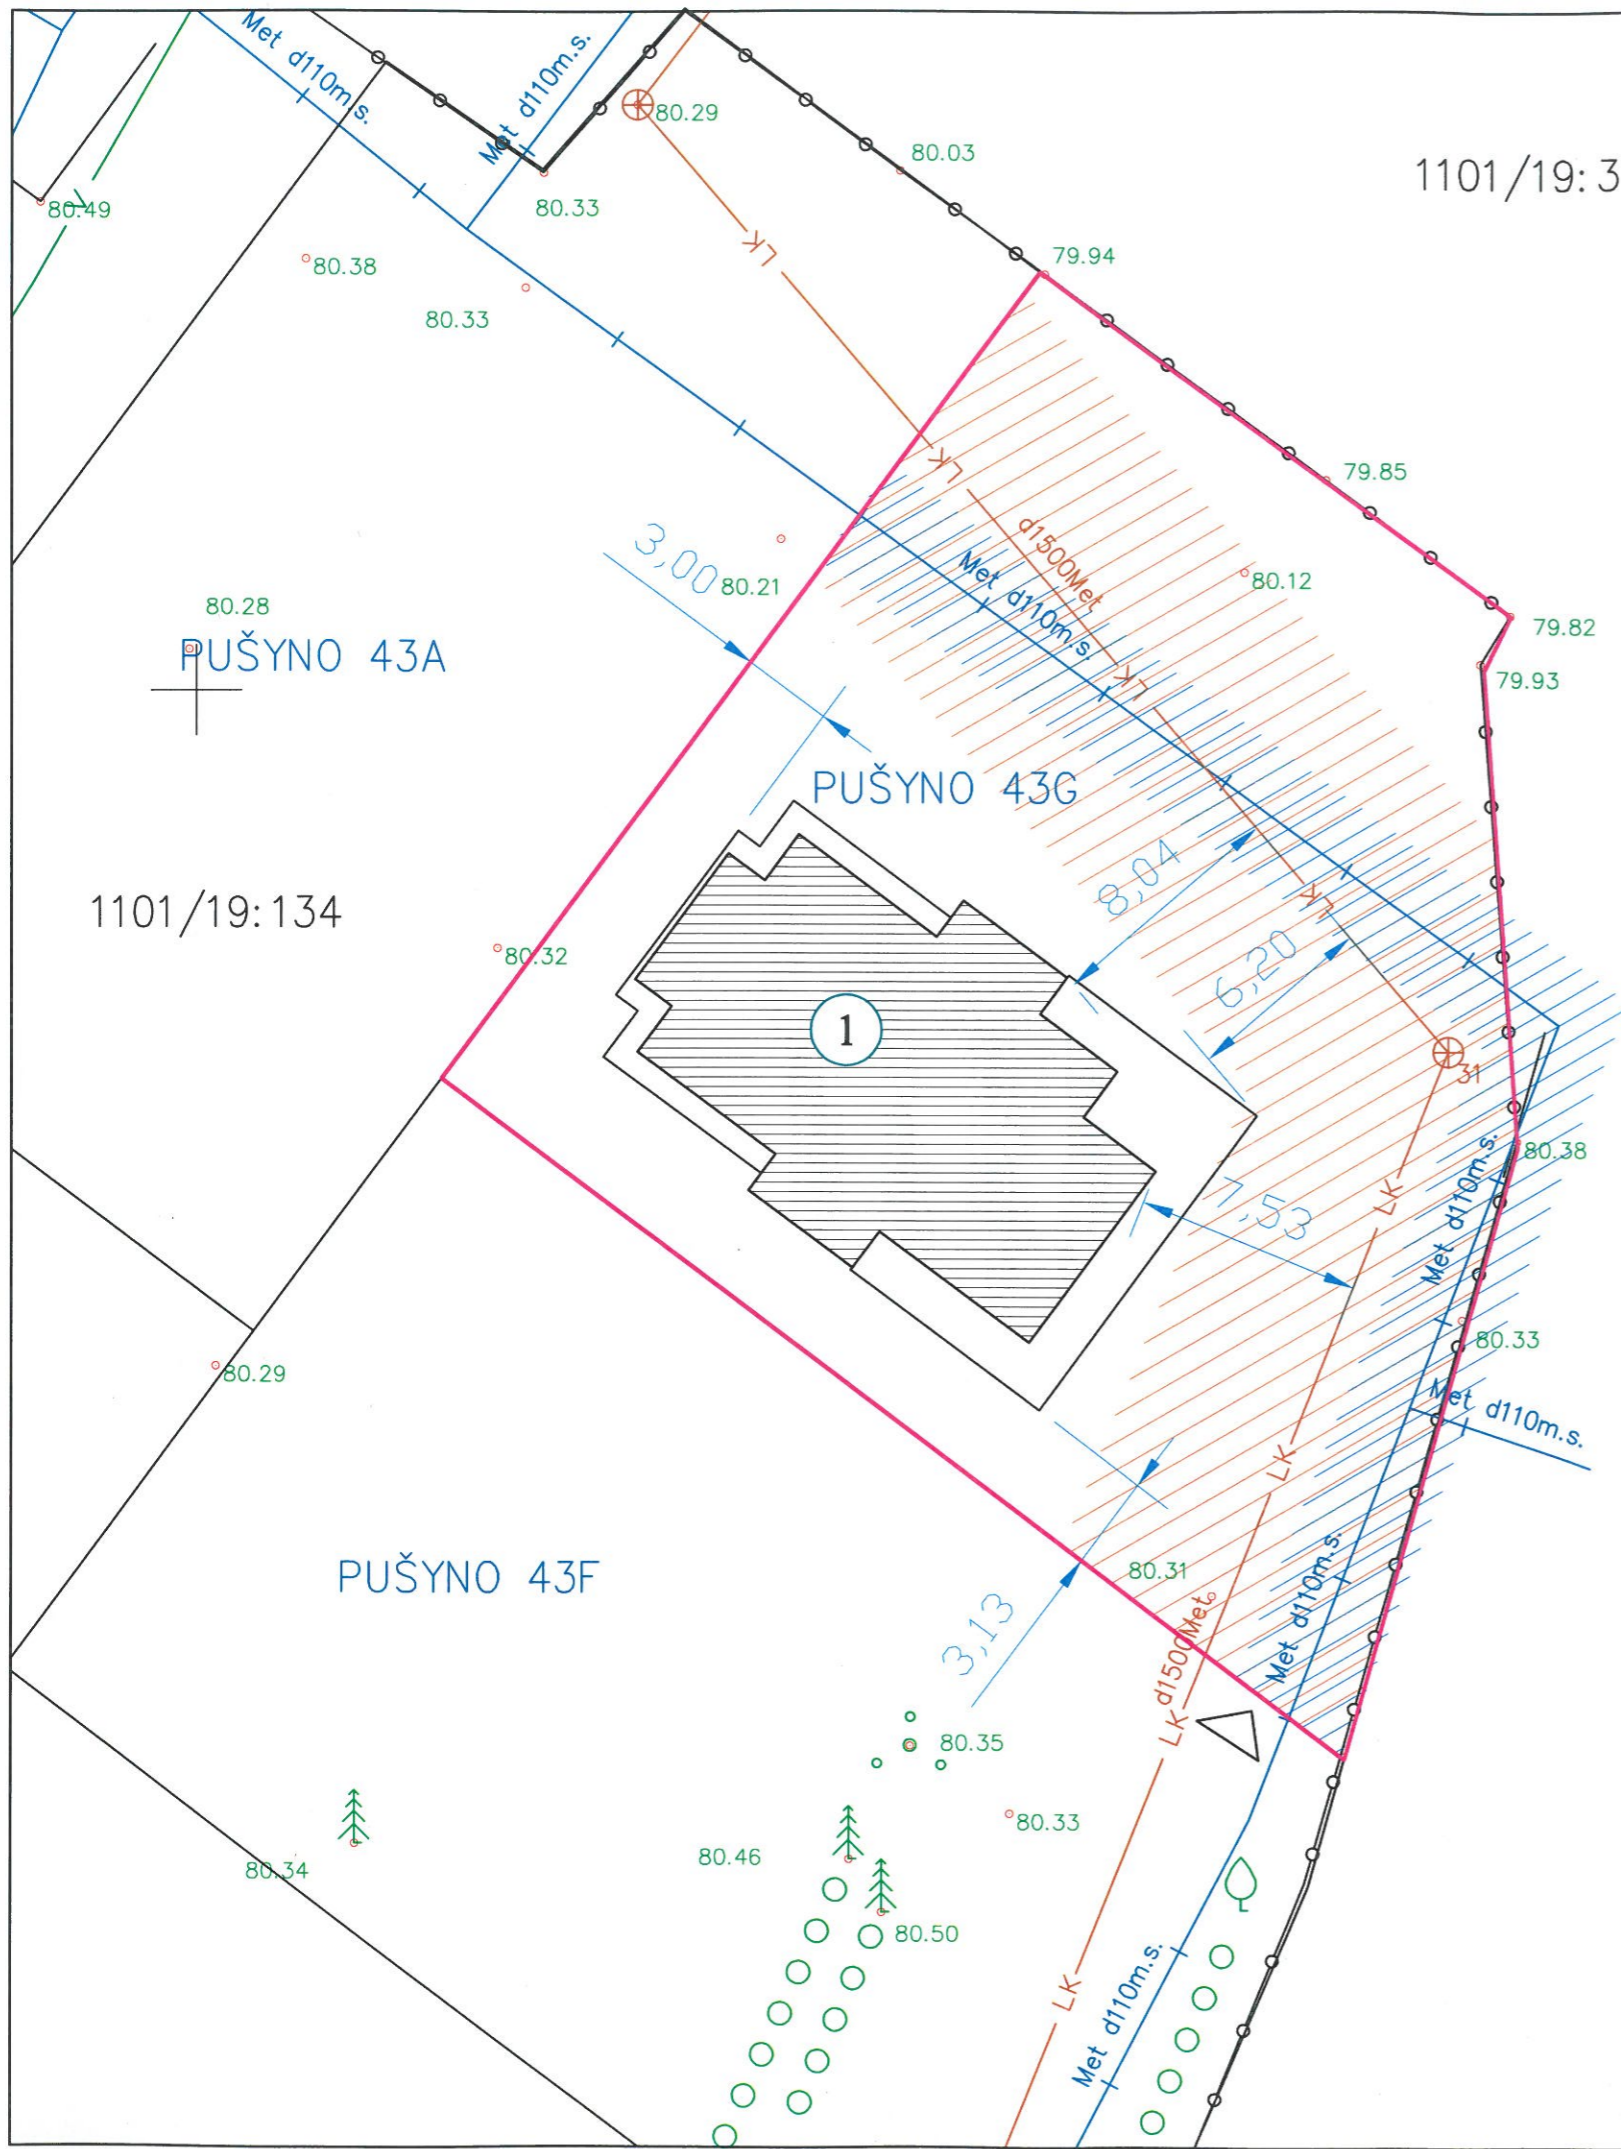 Met d110m.s.
Met d110m.s.
80.29
80.03
1101/19:3
80.49
80.33
80.38
79.94
80.33
LK
LK
79.85
d1500Met
3,00
80.21
Met d110m.s.
80.12
80.28
79.82
PUŠYNO 43A
LK
79.93
PUŠYNO 43G
8,04
LK
1101/19:134
80.32
6,20
1
31
80.38
LK
7,53
Met d110m.s.
80.33
80.29
Met d110m.s.
LK
PUŠYNO 43F
80.31
3,13
d1500Met
Met d110m.s.
LK
80.35
80.33
80.46
80.34
80.50
LK
Met d110m.s.